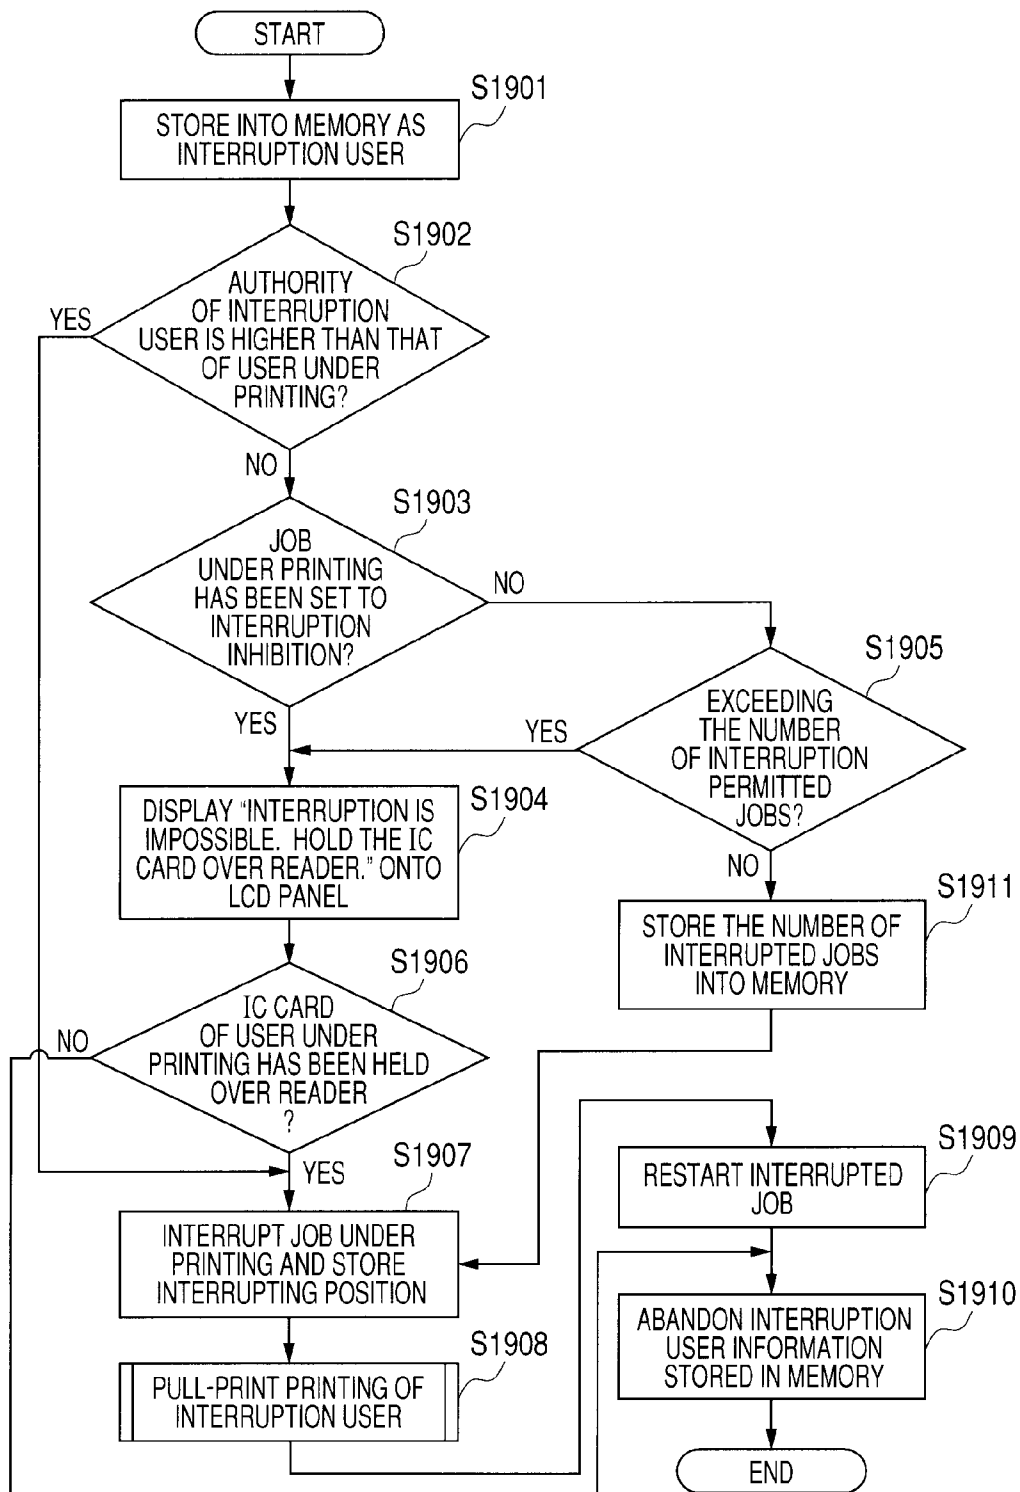 START
S1901
STORE INTO MEMORY AS
INTERRUPTION USER
S1902
AUTHORITY
OF INTERRUPTION
USER IS HIGHER THAN THAT
OF USER UNDER
PRINTING?
YES
NO
S1903
JOB
UNDER PRINTING
HAS BEEN SET TO
INTERRUPTION
INHIBITION?
NO
YES
S1905
EXCEEDING
THE NUMBER
OF INTERRUPTION
PERMITTED
JOBS?
YES
NO
S1904
DISPLAY "INTERRUPTION IS
IMPOSSIBLE. HOLD THE IC
CARD OVER READER." ONTO
LCD PANEL
S1911
STORE THE NUMBER OF
INTERRUPTED JOBS
INTO MEMORY
S1906
IC CARD
OF USER UNDER
PRINTING HAS BEEN HELD
OVER READER
?
NO
YES
S1907
INTERRUPT JOB UNDER
PRINTING AND STORE
INTERRUPTING POSITION
S1908
PULL-PRINT PRINTING OF
INTERRUPTION USER
S1909
RESTART INTERRUPTED
JOB
S1910
ABANDON INTERRUPTION
USER INFORMATION
STORED IN MEMORY
END